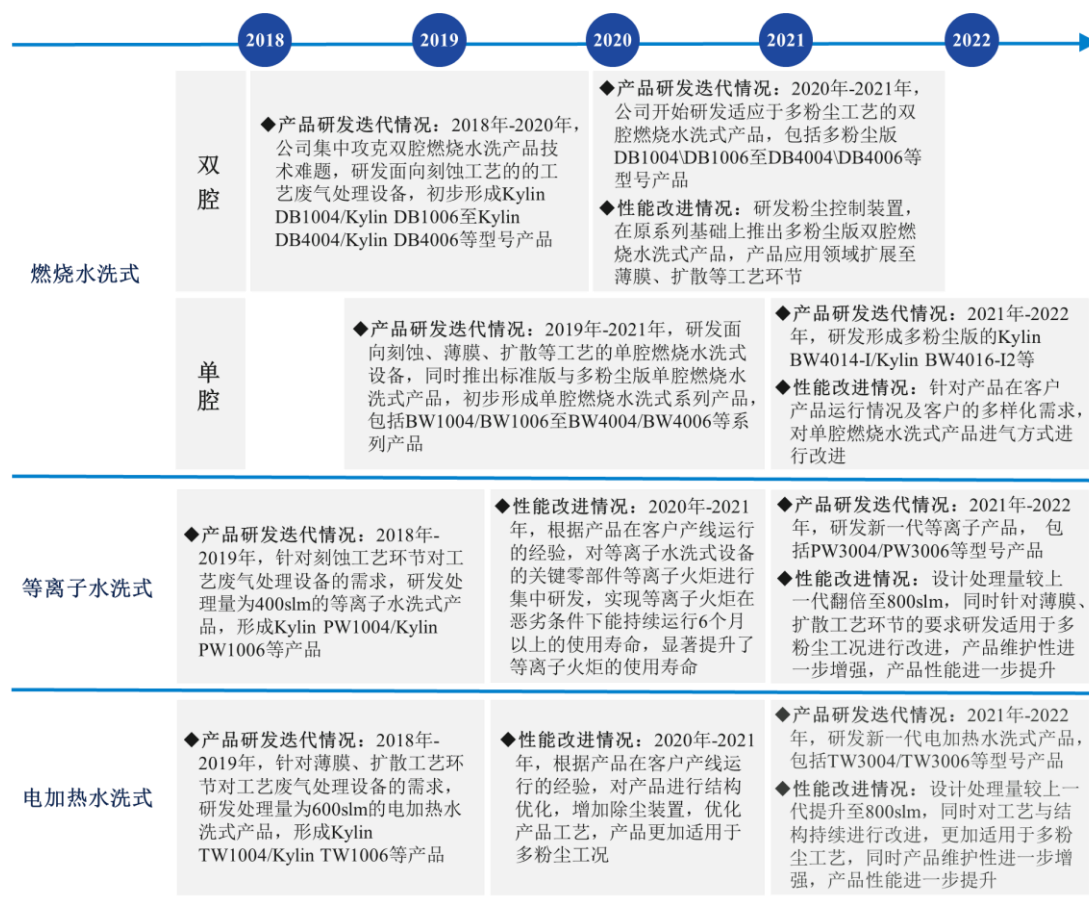 2018
2019
2020
2021
2022
燃烧水洗式
双
腔
◆产品研发迭代情况：2018年-2020年，
公司集中攻克双腔燃烧水洗产品技
术难题，研发面向刻蚀工艺的的工
艺废气处理设备，初步形成Kylin
DB1004/Kylin DB1006至Kylin
DB4004/Kylin DB4006等型号产品
◆产品研发迭代情况：2020年-2021年，
公司开始研发适应于多粉尘工艺的双
腔燃烧水洗式产品，包括多粉尘版
DB1004\DB1006至DB4004\DB4006等
型号产品
◆性能改进情况：研发粉尘控制装置，
在原系列基础上推出多粉尘版双腔燃
烧水洗式产品，产品应用领域扩展至
薄膜、扩散等工艺环节
单
腔
◆产品研发迭代情况：2019年-2021年，研发面
向刻蚀、薄膜、扩散等工艺的单腔燃烧水洗式
设备，同时推出标准版与多粉尘版单腔燃烧水
洗式产品，初步形成单腔燃烧水洗式系列产品，
包括BW1004/BW1006至BW4004/BW4006等系
列产品
◆产品研发迭代情况：2021年-2022
年，研发形成多粉尘版的Kylin
BW4014-I/Kylin BW4016-I2等
◆性能改进情况：针对产品在客户
产品运行情况及客户的多样化需求，
对单腔燃烧水洗式产品进气方式进
行改进
等离子水洗式
◆产品研发迭代情况：2018年-
2019年，针对刻蚀工艺环节对工
艺废气处理设备的需求，研发处
理量为400slm的等离子水洗式产
品，形成Kylin PW1004/Kylin
PW1006等产品
◆性能改进情况：2020年-2021
年，根据产品在客户产线运行
的经验，对等离子水洗式设备
的关键零部件等离子火炬进行
集中研发，实现等离子火炬在
恶劣条件下能持续运行6个月
以上的使用寿命，显著提升了
等离子火炬的使用寿命
◆产品研发迭代情况：2021年-2022
年，研发新一代等离子产品， 包
括PW3004/PW3006等型号产品
◆性能改进情况：设计处理量较上
一代翻倍至800slm，同时针对薄膜、
扩散工艺环节的要求研发适用于多
粉尘工况进行改进，产品维护性进
一步增强，产品性能进一步提升
电加热水洗式
◆产品研发迭代情况：2018年-
2019年，针对薄膜、扩散工艺环
节对工艺废气处理设备的需求，
研发处理量为600slm的电加热水
洗式产品，形成Kylin
TW1004/Kylin TW1006等产品
◆性能改进情况：2020年-2021
年，根据产品在客户产线运
行的经验，对产品进行结构
优化，增加除尘装置，优化
产品工艺，产品更加适用于
多粉尘工况
◆产品研发迭代情况：2021年-2022
年，研发新一代电加热水洗式产品，
包括TW3004/TW3006等型号产品
◆性能改进情况：设计处理量较上一
代提升至800slm，同时对工艺与结
构持续进行改进，更加适用于多粉
尘工艺，同时产品维护性进一步增
强，产品性能进一步提升